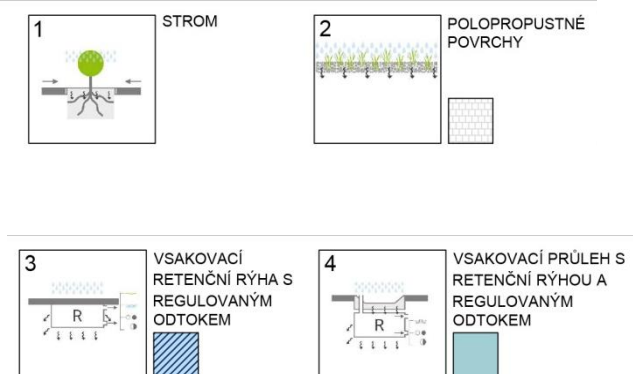 1
STROM
2
POLOPROPUSTNÉ
POVRCHY
3
R
VSAKOVACÍ
RETENČNÍ RÝHA S
REGULOVANÝM
ODTOKEM
4
R
VSAKOVACÍ PRŮLEH S
RETENČNÍ RÝHOU A
REGULOVANÝM
ODTOKEM